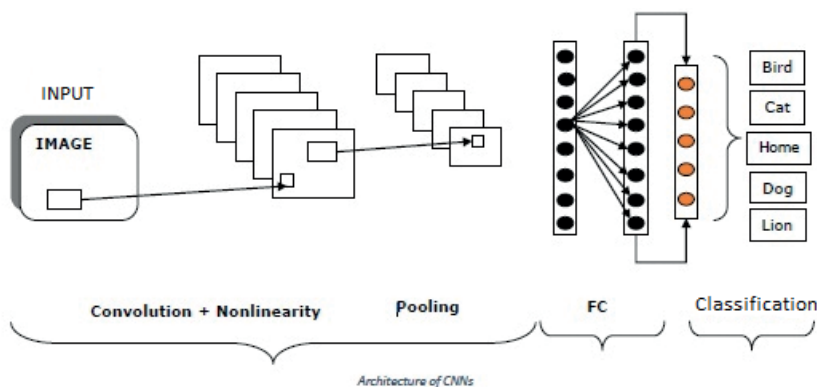 INPUT
IMAGE
Bird
Cat
Home
Dog
Lion
Convolution + Nonlinearity
Pooling
FC
Classification
Architecture of CNNs